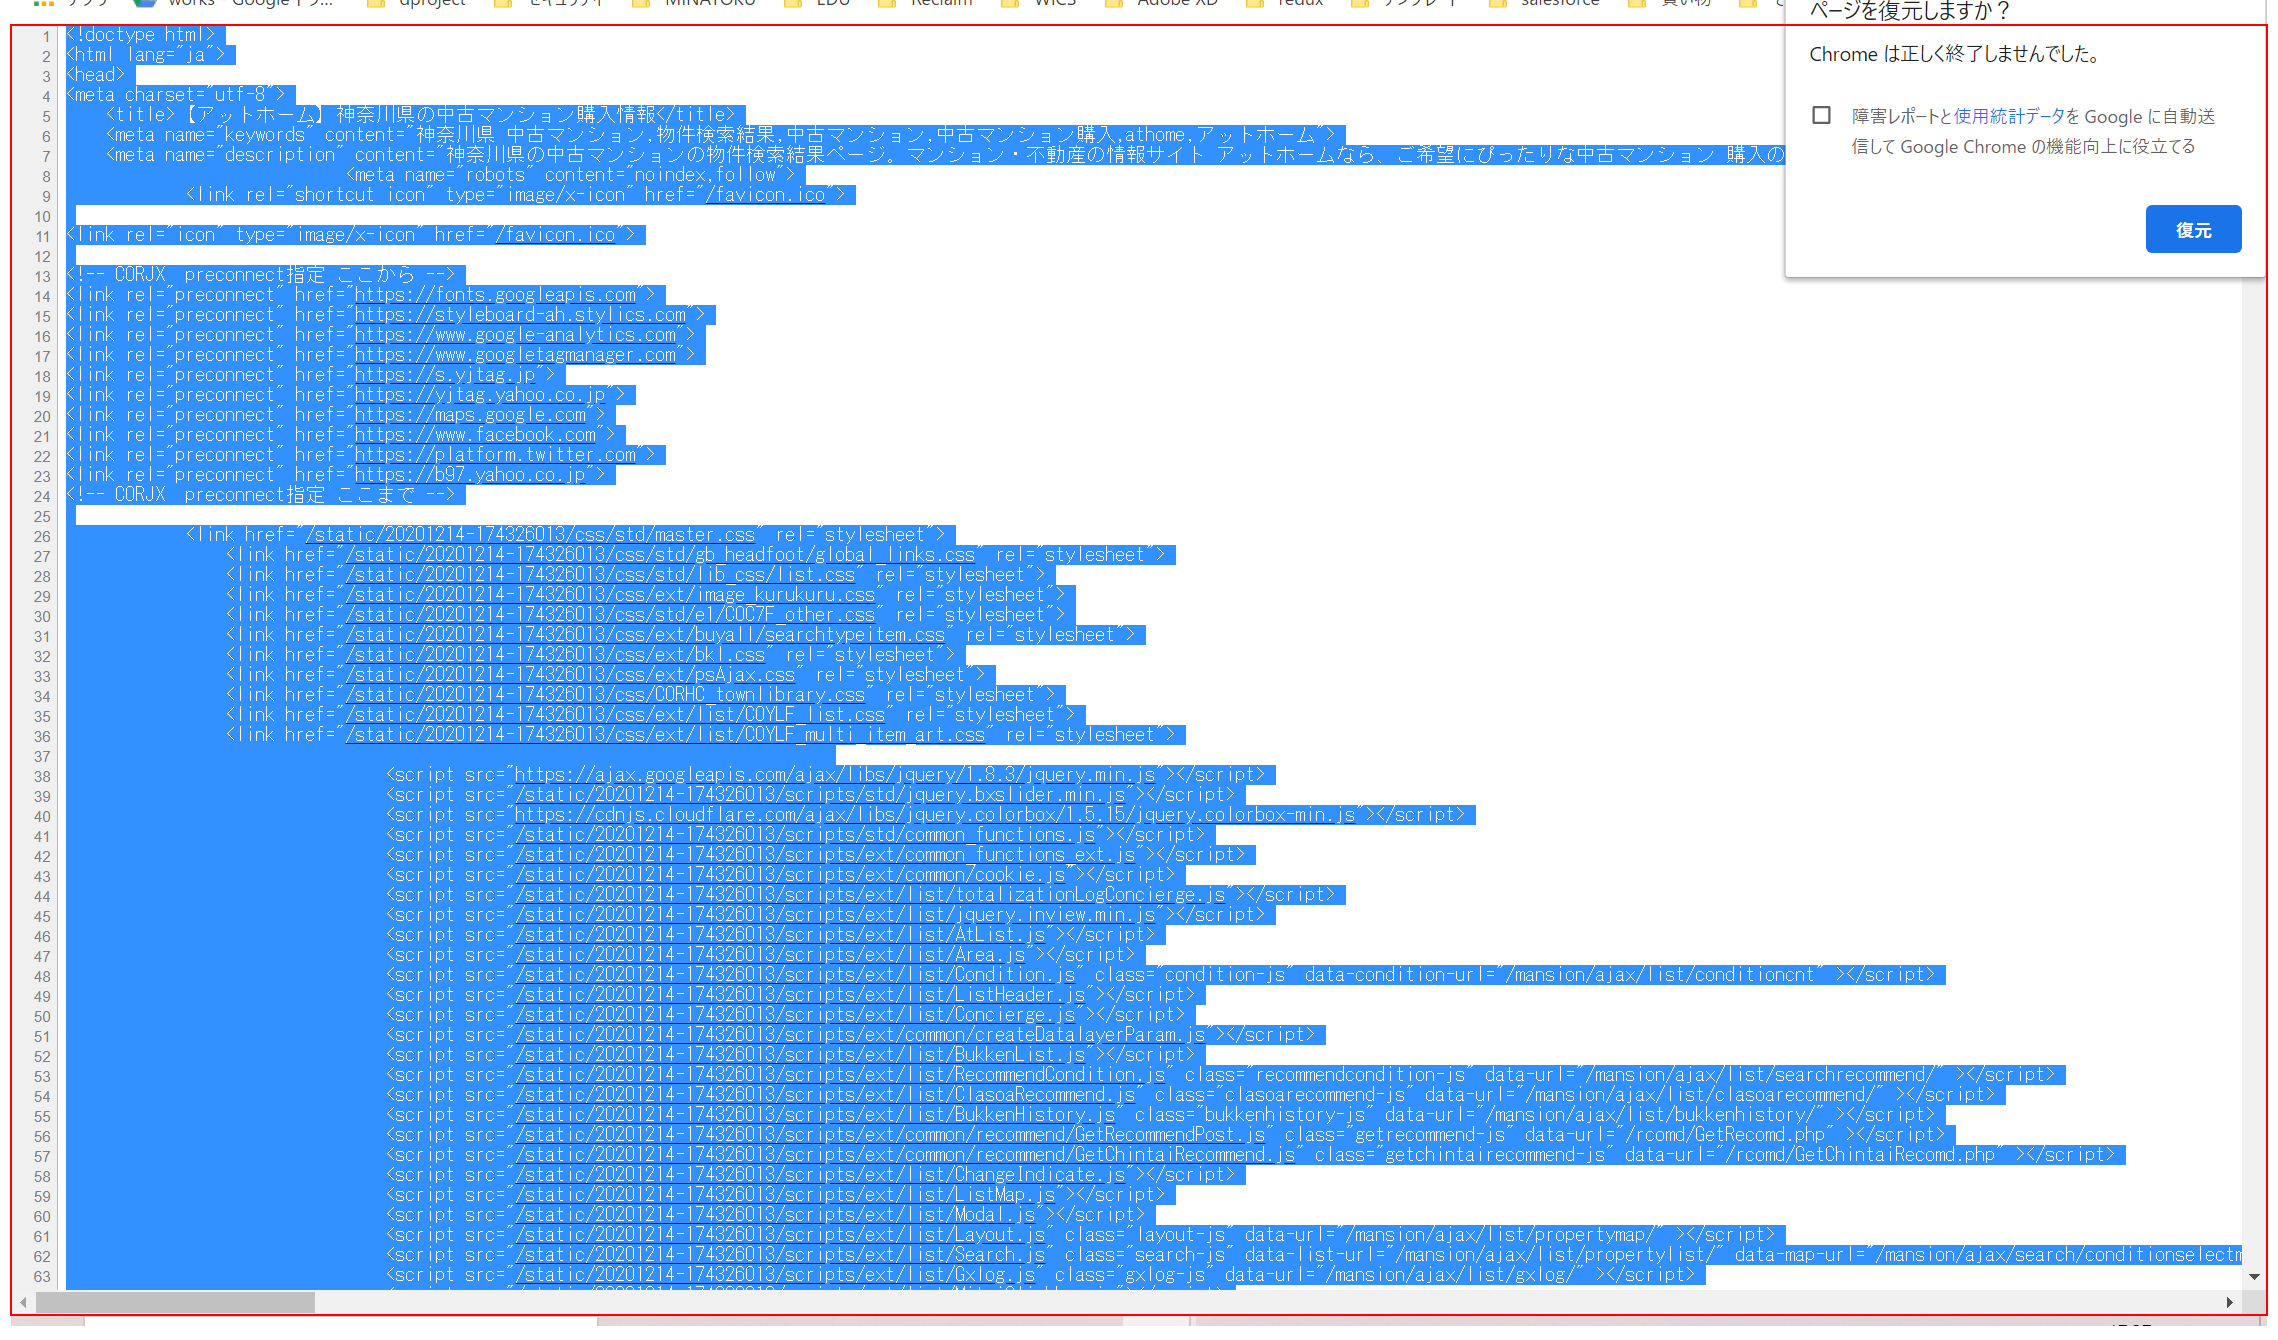 アプリ works - Google ドラ... dproject セキュリティ MINATOKU EDU Reclaim WICS Adobe XD redux テンプレート salesforce 買い物
ページを復元しますか？
Chrome は正しく終了しませんでした。
障害レポートと使用統計データを Google に自動送
信して Google Chrome の機能向上に役立てる
復元
1 <!doctype html>
2 <html lang="ja">
3 <head>
4 <meta charset="utf-8">
5 <title>【アットホーム】神奈川県の中古マンション購入情報</title>
6 <meta name="keywords" content="神奈川県 中古マンション,物件検索結果,中古マンション,中古マンション購入,athome,アットホーム">
7 <meta name="description" content="神奈川県の中古マンションの物件検索結果ページ。マンション・不動産の情報サイト アットホームなら、ご希望にぴったりな中古マンション 購入の
8 <meta name="robots" content="noindex,follow">
9 <link rel="shortcut icon" type="image/x-icon" href="/favicon.ico">
10
11 <link rel="icon" type="image/x-icon" href="/favicon.ico">
12
13 <!-- CORJX preconnect指定 ここから -->
14 <link rel="preconnect" href="https://fonts.googleapis.com">
15 <link rel="preconnect" href="https://styleboard-ah.stylics.com">
16 <link rel="preconnect" href="https://www.google-analytics.com">
17 <link rel="preconnect" href="https://www.googletagmanager.com">
18 <link rel="preconnect" href="https://s.yjtag.jp">
19 <link rel="preconnect" href="https://yjtag.yahoo.co.jp">
20 <link rel="preconnect" href="https://maps.google.com">
21 <link rel="preconnect" href="https://www.facebook.com">
22 <link rel="preconnect" href="https://platform.twitter.com">
23 <link rel="preconnect" href="https://b97.yahoo.co.jp">
24 <!-- CORJX preconnect指定 ここまで -->
25
26 <link href="/static/20201214-174326013/css/std/master.css" rel="stylesheet">
27 <link href="/static/20201214-174326013/css/std/gb_headfoot/global_links.css" rel="stylesheet">
28 <link href="/static/20201214-174326013/css/std/lib_css/list.css" rel="stylesheet">
29 <link href="/static/20201214-174326013/css/ext/image_kurukuru.css" rel="stylesheet">
30 <link href="/static/20201214-174326013/css/std/e1/COC7F_other.css" rel="stylesheet">
31 <link href="/static/20201214-174326013/css/ext/buyall/searchtypeitem.css" rel="stylesheet">
32 <link href="/static/20201214-174326013/css/ext/bkl.css" rel="stylesheet">
33 <link href="/static/20201214-174326013/css/ext/psAjax.css" rel="stylesheet">
34 <link href="/static/20201214-174326013/css/CORHC_townlibrary.css" rel="stylesheet">
35 <link href="/static/20201214-174326013/css/ext/list/COYLF_list.css" rel="stylesheet">
36 <link href="/static/20201214-174326013/css/ext/list/COYLF_multi_item_art.css" rel="stylesheet">
37
38 <script src="https://ajax.googleapis.com/ajax/libs/jquery/1.8.3/jquery.min.js"></script>
39 <script src="/static/20201214-174326013/scripts/std/jquery.bxslider.min.js"></script>
40 <script src="https://cdnjs.cloudflare.com/ajax/libs/jquery.colorbox/1.5.15/jquery.colorbox-min.js"></script>
41 <script src="/static/20201214-174326013/scripts/std/common_functions.js"></script>
42 <script src="/static/20201214-174326013/scripts/ext/common_functions_ext.js"></script>
43 <script src="/static/20201214-174326013/scripts/ext/common/cookie.js"></script>
44 <script src="/static/20201214-174326013/scripts/ext/list/totalizationLogConcierge.js"></script>
45 <script src="/static/20201214-174326013/scripts/ext/list/jquery.inview.min.js"></script>
46 <script src="/static/20201214-174326013/scripts/ext/list/AtList.js"></script>
47 <script src="/static/20201214-174326013/scripts/ext/list/Area.js"></script>
48 <script src="/static/20201214-174326013/scripts/ext/list/Condition.js" class="condition-js" data-condition-url="/mansion/ajax/list/conditioncnt" ></script>
49 <script src="/static/20201214-174326013/scripts/ext/list/ListHeader.js"></script>
50 <script src="/static/20201214-174326013/scripts/ext/list/Concierge.js"></script>
51 <script src="/static/20201214-174326013/scripts/ext/common/createDatalayerParam.js"></script>
52 <script src="/static/20201214-174326013/scripts/ext/list/BukkenList.js"></script>
53 <script src="/static/20201214-174326013/scripts/ext/list/RecommendCondition.js" class="recommendcondition-js" data-url="/mansion/ajax/list/searchrecommend/" ></script>
54 <script src="/static/20201214-174326013/scripts/ext/list/ClasoaRecommend.js" class="clasoarecommend-js" data-url="/mansion/ajax/list/clasoarecommend/" ></script>
55 <script src="/static/20201214-174326013/scripts/ext/list/BukkenHistory.js" class="bukkenhistory-js" data-url="/mansion/ajax/list/bukkenhistory/" ></script>
56 <script src="/static/20201214-174326013/scripts/ext/common/recommend/GetRecommendPost.js" class="getrecommend-js" data-url="/rcomd/GetRecomd.php" ></script>
57 <script src="/static/20201214-174326013/scripts/ext/common/recommend/GetChintaiRecommend.js" class="getchintairecommend-js" data-url="/rcomd/GetChintaiRecomd.php" ></script>
58 <script src="/static/20201214-174326013/scripts/ext/list/ChangeIndicate.js"></script>
59 <script src="/static/20201214-174326013/scripts/ext/list/ListMap.js"></script>
60 <script src="/static/20201214-174326013/scripts/ext/list/Modal.js"></script>
61 <script src="/static/20201214-174326013/scripts/ext/list/Layout.js" class="layout-js" data-url="/mansion/ajax/list/propertymap/" ></script>
62 <script src="/static/20201214-174326013/scripts/ext/list/Search.js" class="search-js" data-list-url="/mansion/ajax/list/propertylist/" data-map-url="/mansion/ajax/search/conditionselectm
63 <script src="/static/20201214-174326013/scripts/ext/list/Gxlog.js" class="gxlog-js" data-url="/mansion/ajax/list/gxlog/" ></script>